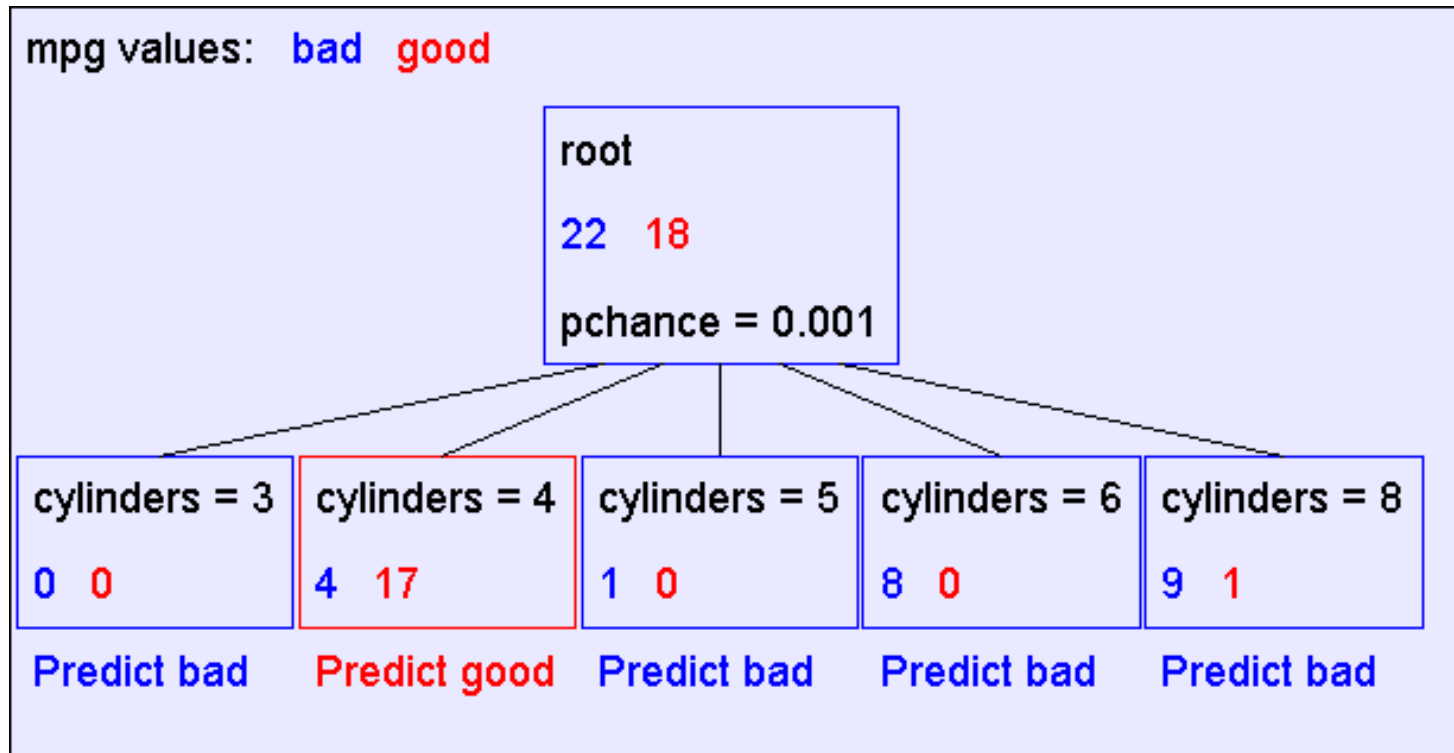 mpg values: bad good
root
22 18
pchance = 0.001
cylinders = 3
0 0
Predict bad
cylinders = 4
4 17
Predict good
cylinders = 5
1 0
Predict bad
cylinders = 6
8 0
Predict bad
cylinders = 8
9 1
Predict bad